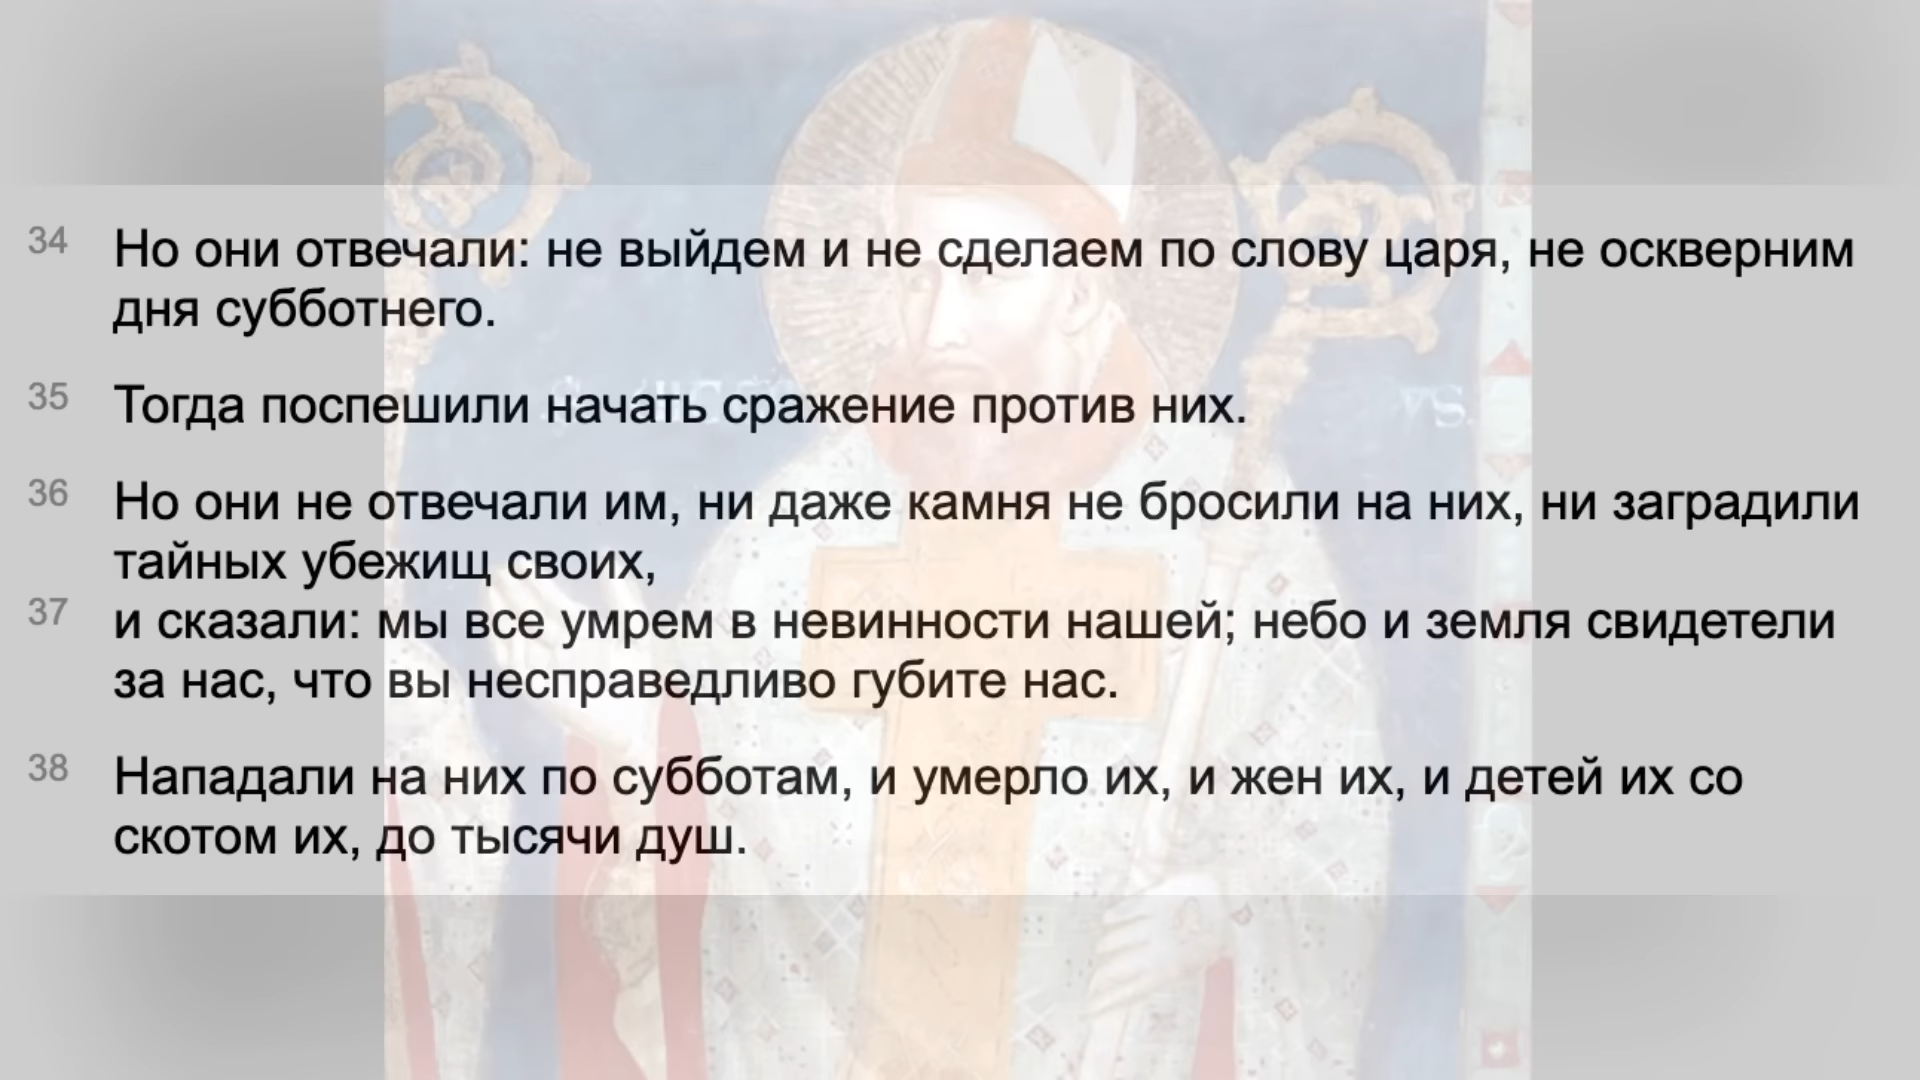 34 Но они отвечали: не выйдем и не сделаем по слову царя, не оскверним
дня субботнего.
35 Тогда поспешили начать сражение против них.
36 Но они не отвечали им, ни даже камня не бросили на них, ни заградили
тайных убежищ своих,
37 и сказали: мы все умрем в невинности нашей; небо и земля свидетели
за нас, что вы несправедливо губите нас.
38 Нападали на них по субботам, и умерло их, и жен их, и детей их со
скотом их, до тысячи душ.